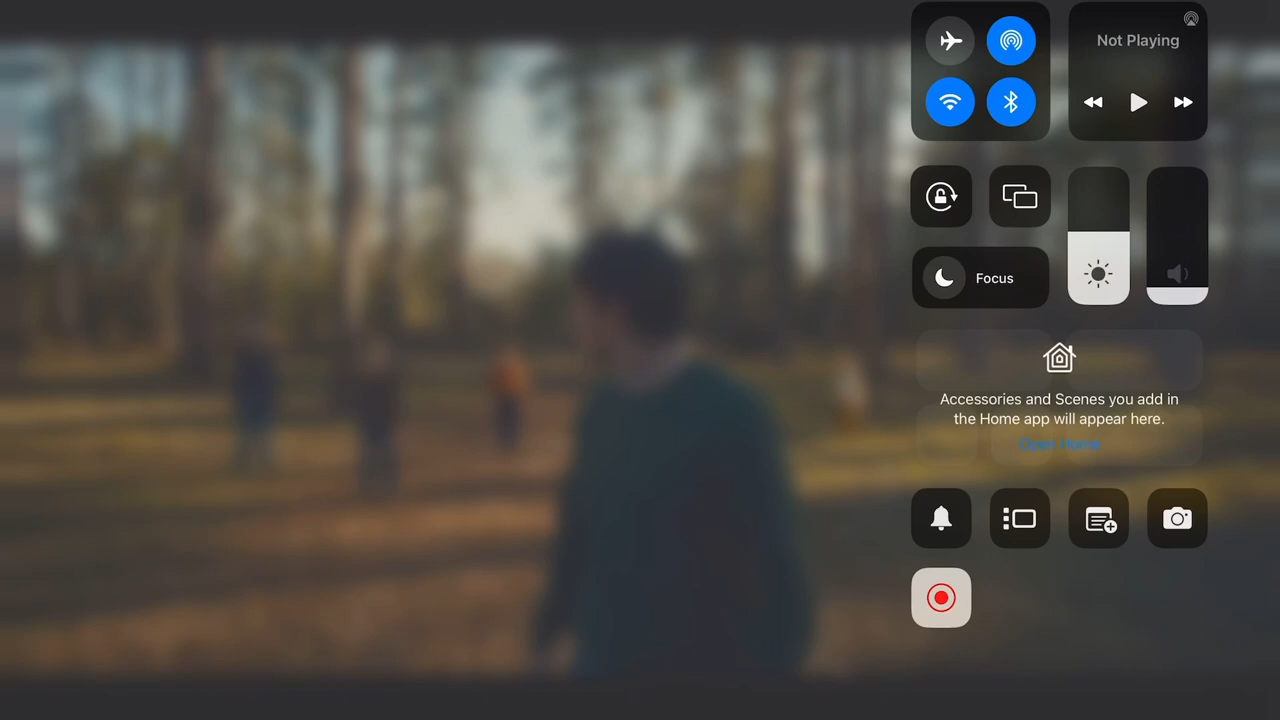 Not Playing
Focus
Accessories and Scenes you add in
the Home app will appear here.
Open Home